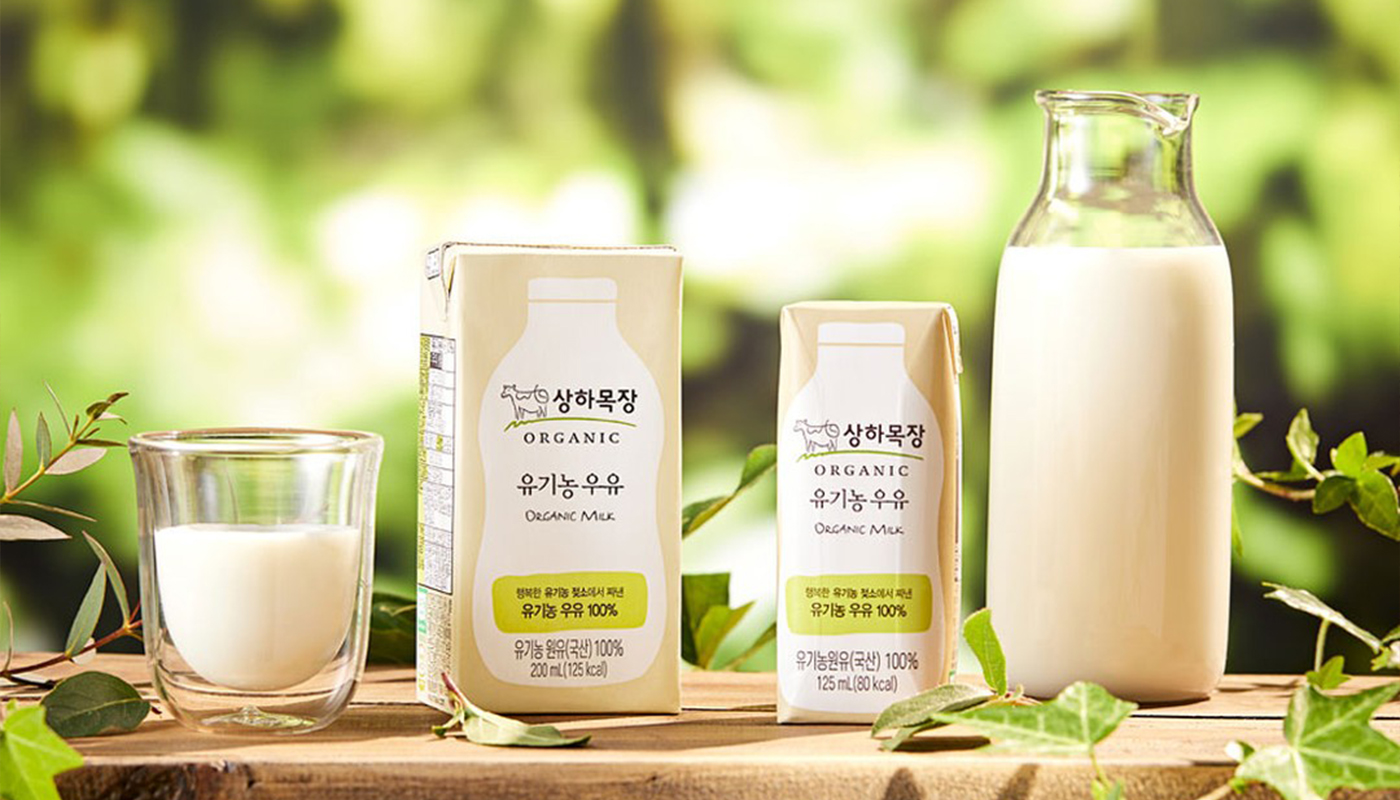 상하목장
ORGANIC
유기농 우유
ORGANIC MILK
행복한 유기농 젖소에서 짜낸
유기농 우유 100%
유기농 원유(국산) 100%
200 mL(125 kcal)
상하목장
ORGANIC
유기농 우유
ORGANIC MILK
행복한 유기농 젖소에서 짜낸
유기농 우유 100%
유기농원유(국산) 100%
125 mL(80 kcal)